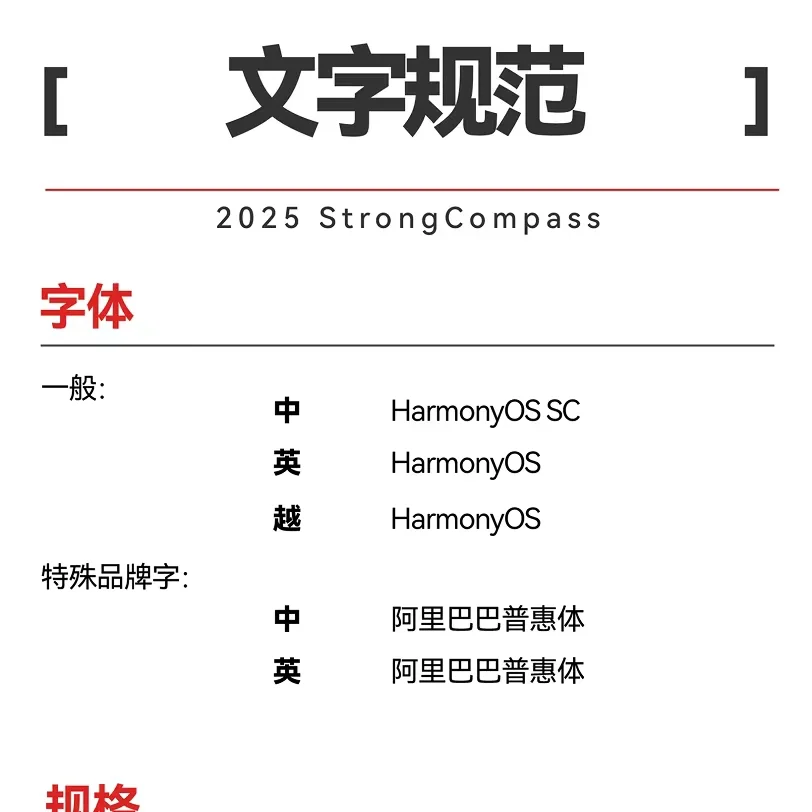 [ 文字规范 ]
2025 StrongCompass
字体
一般：
中 HarmonyOS SC
英 HarmonyOS
越 HarmonyOS
特殊品牌字：
中 阿里巴巴普惠体
英 阿里巴巴普惠体
规格